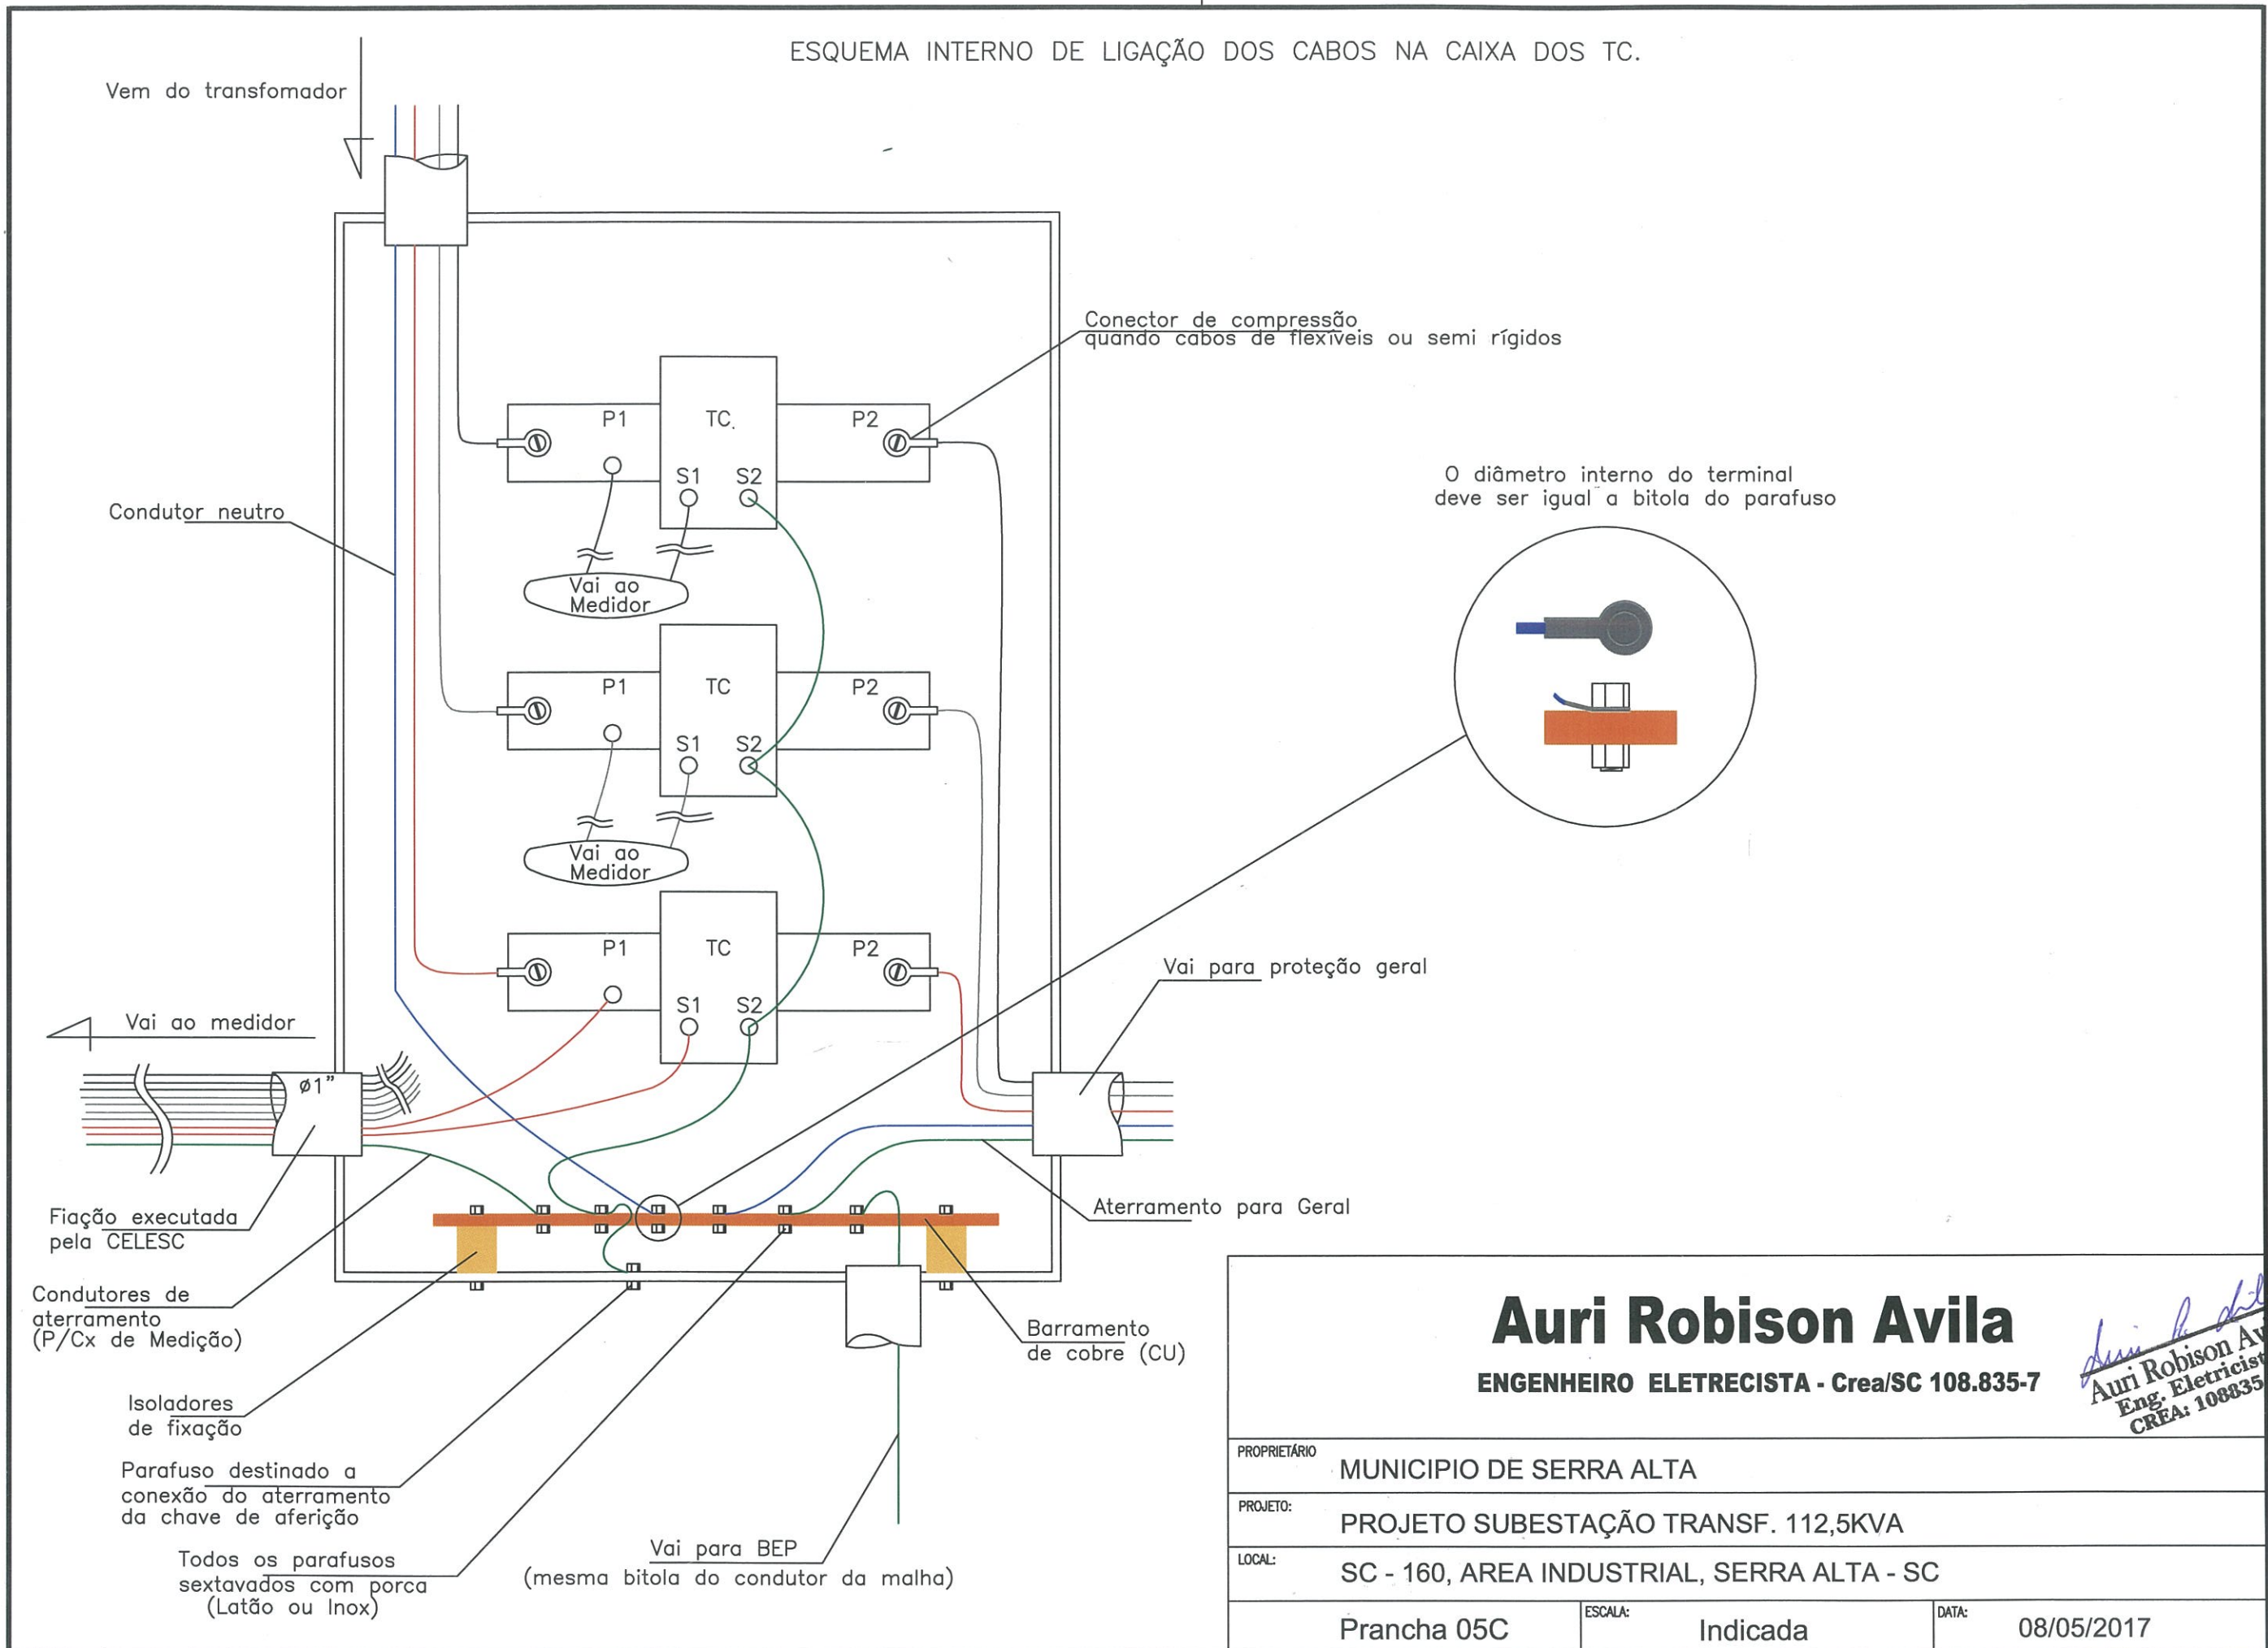 ESQUEMA INTERNO DE LIGAÇÃO DOS CABOS NA CAIXA DOS TC.
Vem do transfomador
Conector de compressão
quando cabos de flexíveis ou semi rígidos
P1
TC.
P2
S1
S2
Vai ao
Medidor
Condutor neutro
O diâmetro interno do terminal
deve ser igual a bitola do parafuso
P1
TC
P2
S1
S2
Vai ao
Medidor
P1
TC
P2
S1
S2
Vai para proteção geral
Vai ao medidor
ø1"
Fiação executada
pela CELESC
Aterramento para Geral
Condutores de
aterramento
(P/Cx de Medição)
Barramento
de cobre (CU)
Isoladores
de fixação
Parafuso destinado a
conexão do aterramento
da chave de aferição
Todos os parafusos
sextavados com porca
(Latão ou Inox)
Vai para BEP
(mesma bitola do condutor da malha)
Auri Robison Avila
ENGENHEIRO ELETRECISTA - Crea/SC 108.835-7
Auri Robison Av
Eng. Eletricist
CREA: 108835
PROPRIETÁRIO
MUNICIPIO DE SERRA ALTA
PROJETO:
PROJETO SUBESTAÇÃO TRANSF. 112,5KVA
LOCAL:
SC - 160, AREA INDUSTRIAL, SERRA ALTA - SC
Prancha 05C
ESCALA:
Indicada
DATA:
08/05/2017